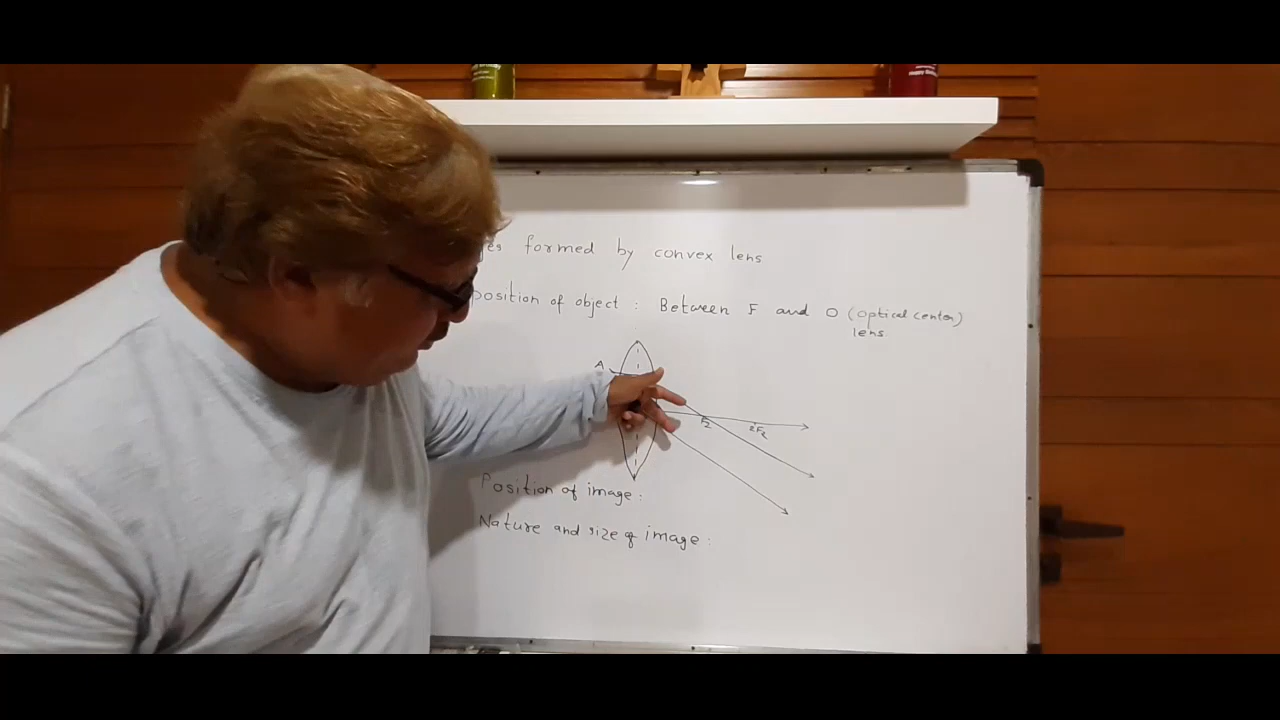 formed by convex lens
position of object : Between F and O (optical center)
lens
A
F2
2F2
Position of image :
Nature and size of image :